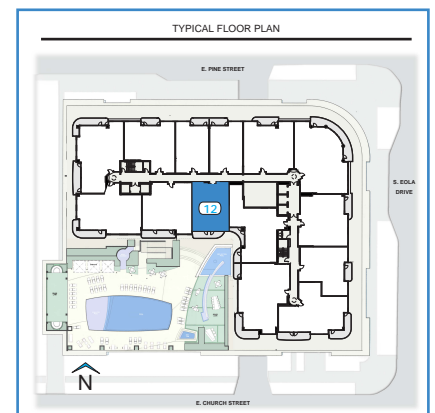 TYPICAL FLOOR PLAN
E. PINE STREET
S. EOLA
DRIVE
12
N
E. CHURCH STREET